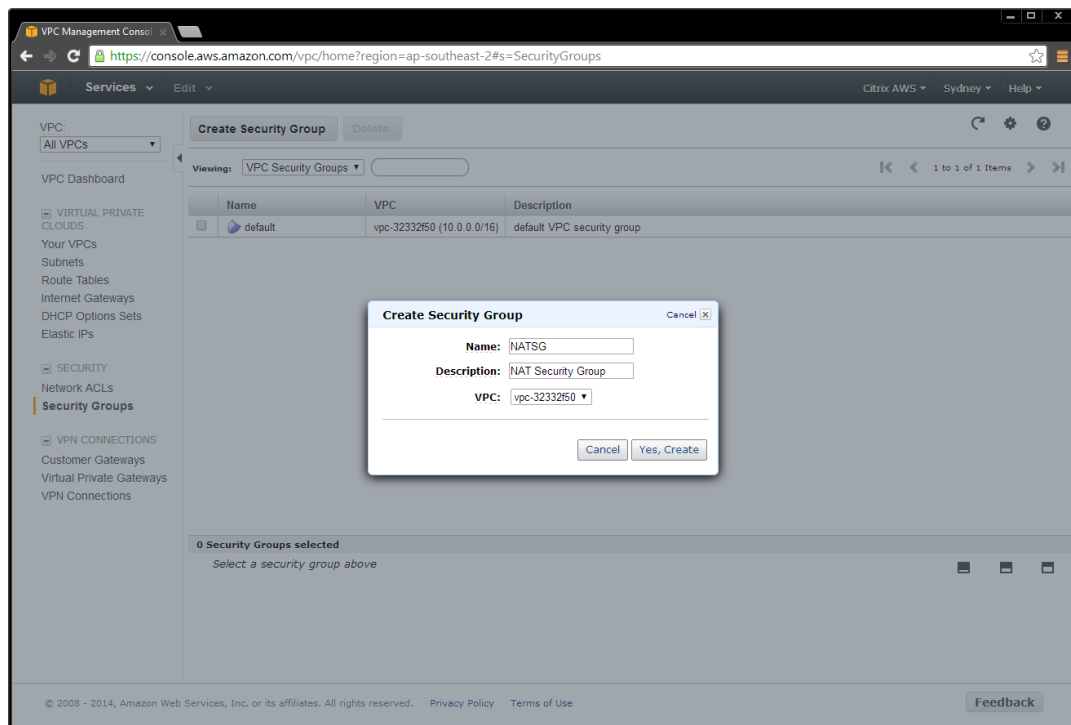 VPC Management Consol
https://console.aws.amazon.com/vpc/home?region=ap-southeast-2#s=SecurityGroups
Services Edit Citrix AWS Sydney Help
VPC:
All VPCs
Create Security Group Delete
Viewing: VPC Security Groups 1 to 1 of 1 Items
VPC Dashboard
Name VPC Description
default vpc-32332f50 (10.0.0.0/16) default VPC security group
VIRTUAL PRIVATE
CLOUDS
Your VPCs
Subnets
Route Tables
Internet Gateways
DHCP Options Sets
Elastic IPs
SECURITY
Network ACLs
Security Groups
VPN CONNECTIONS
Customer Gateways
Virtual Private Gateways
VPN Connections
Create Security Group Cancel
Name: NATSG
Description: NAT Security Group
VPC: vpc-32332f50
Cancel Yes, Create
0 Security Groups selected
Select a security group above
© 2008 - 2014, Amazon Web Services, Inc. or its affiliates. All rights reserved. Privacy Policy Terms of Use Feedback